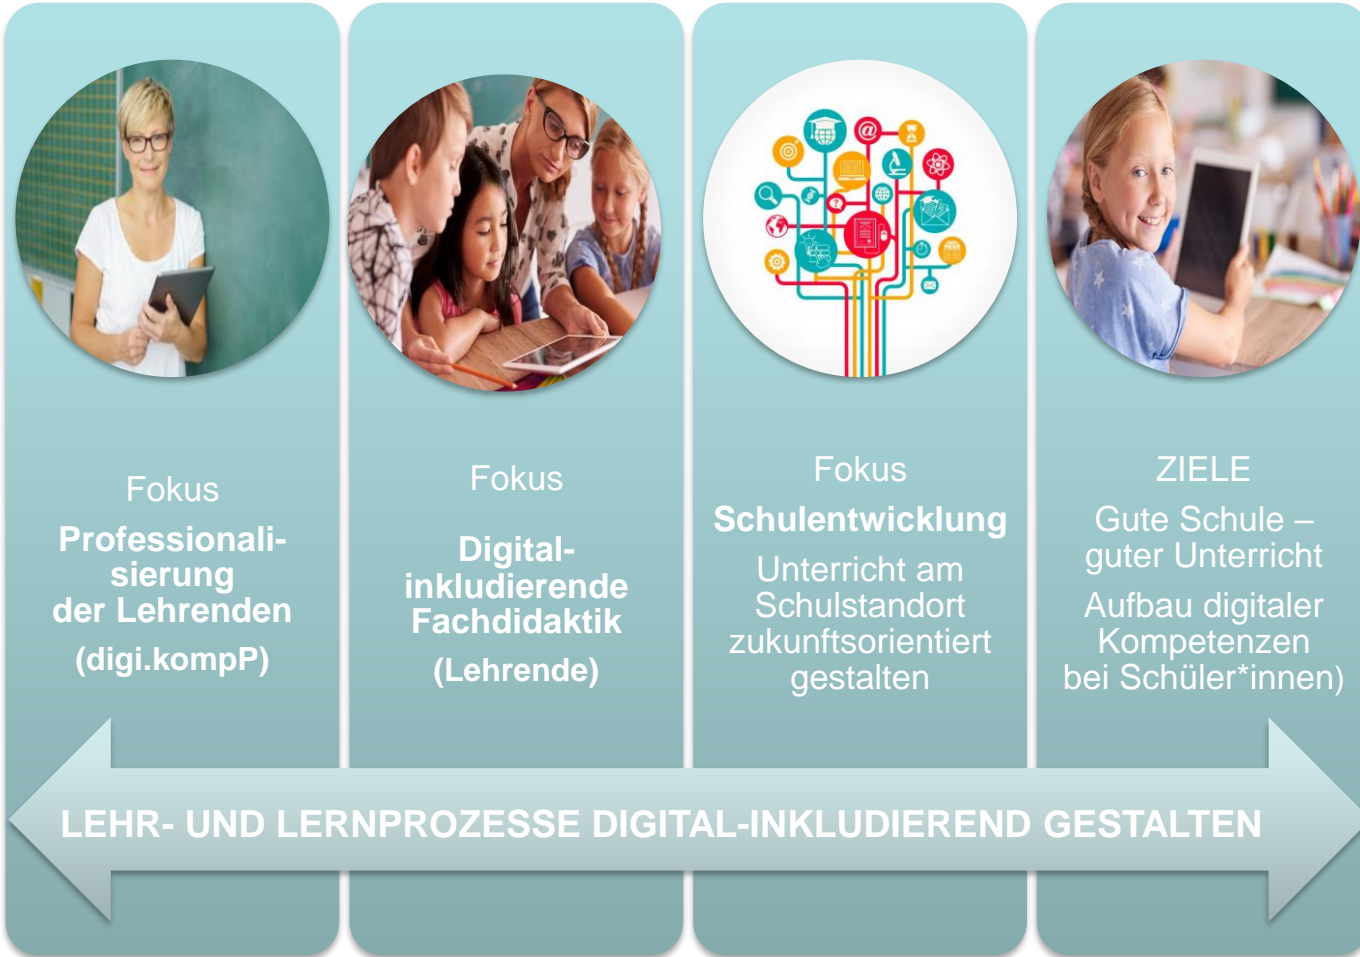 Fokus
Professionali-
sierung
der Lehrenden
(digi.kompP)
Fokus
Digital-
inkludierende
Fachdidaktik
(Lehrende)
Fokus
Schulentwicklung
Unterricht am
Schulstandort
zukunftsorientiert
gestalten
ZIELE
Gute Schule –
guter Unterricht
Aufbau digitaler
Kompetenzen
bei Schüler*innen)
LEHR- UND LERNPROZESSE DIGITAL-INKLUDIEREND GESTALTEN